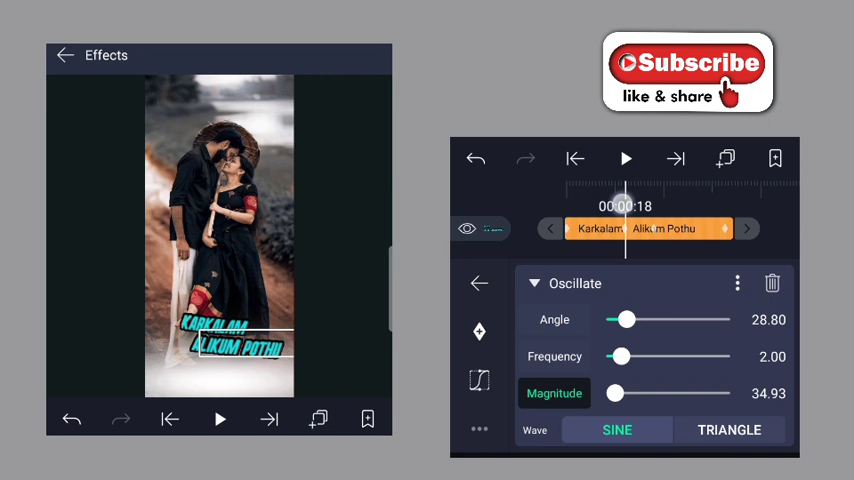 Effects
KARKALAM
ALIKUM POTHU
Subscribe
like & share
00:00:18
Karkalam Alikum Pothu
Oscillate
Angle 28.80
Frequency 2.00
Magnitude 34.93
Wave SINE TRIANGLE